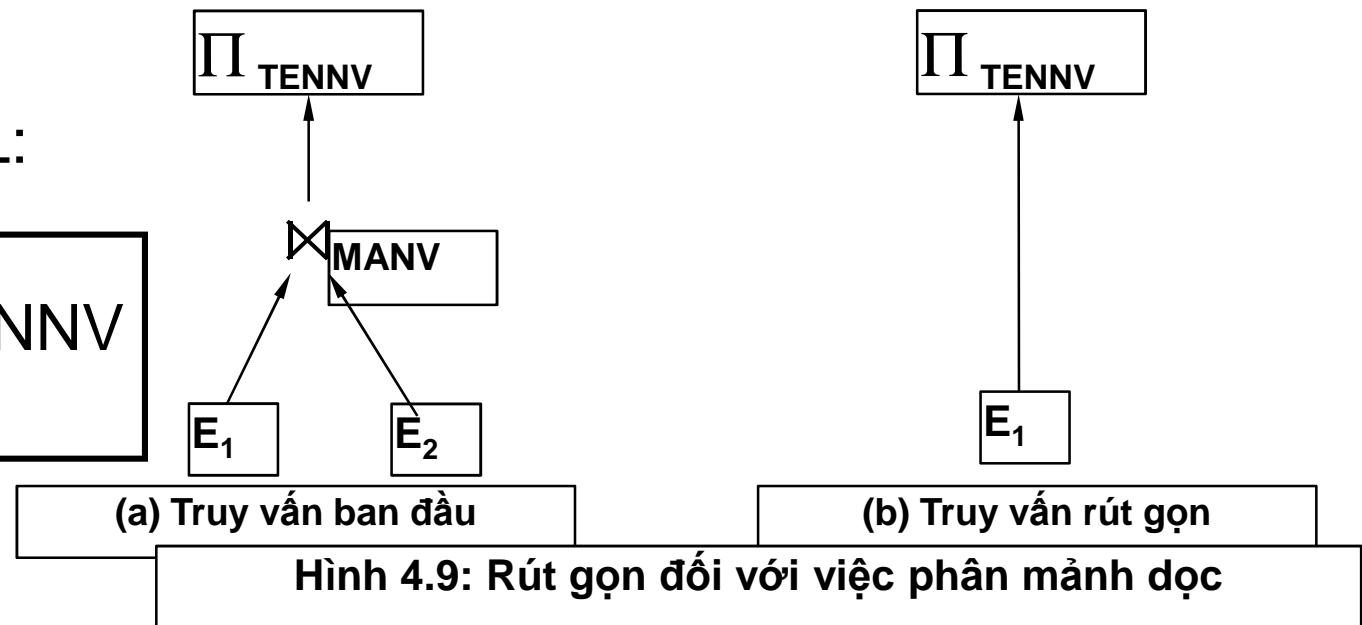 Π TENNV
Π TENNV
L:
MANV
NNV
E₁
E₂
E₁
(a) Truy vấn ban đầu
(b) Truy vấn rút gọn
Hình 4.9: Rút gọn đối với việc phân mảnh dọc